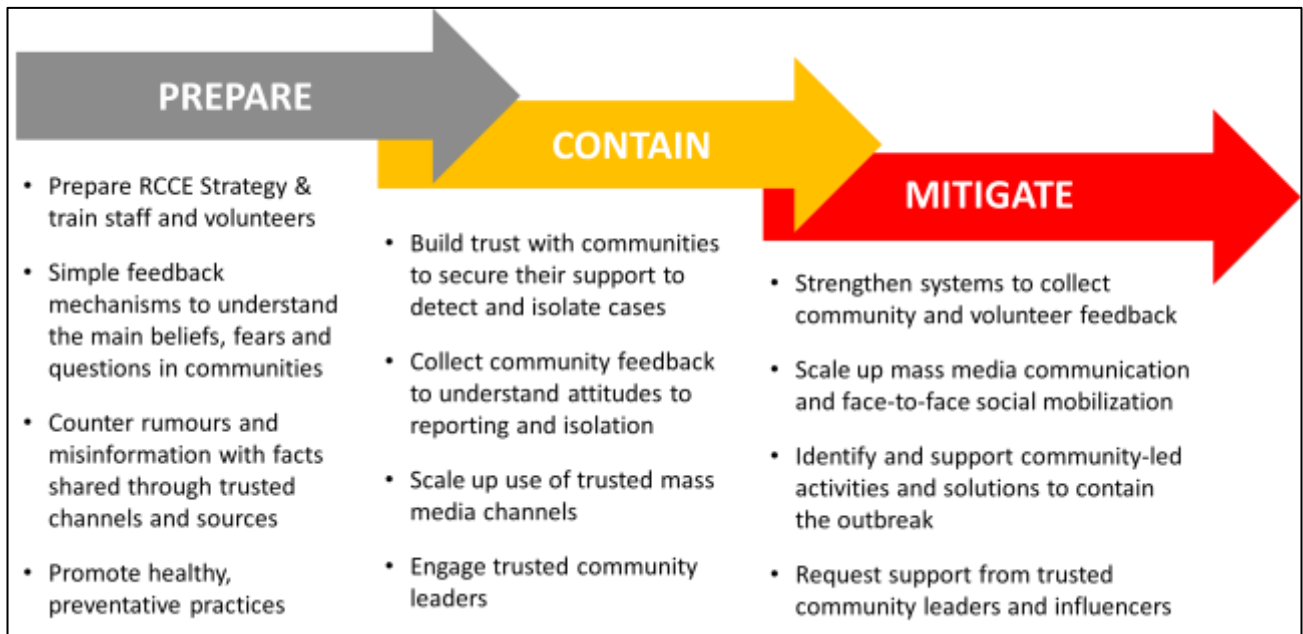 PREPARE
• Prepare RCCE Strategy &
train staff and volunteers
• Simple feedback
mechanisms to understand
the main beliefs, fears and
questions in communities
• Counter rumours and
misinformation with facts
shared through trusted
channels and sources
• Promote healthy,
preventative practices
CONTAIN
• Build trust with communities
to secure their support to
detect and isolate cases
• Collect community feedback
to understand attitudes to
reporting and isolation
• Scale up use of trusted mass
media channels
• Engage trusted community
leaders
MITIGATE
• Strengthen systems to collect
community and volunteer feedback
• Scale up mass media communication
and face-to-face social mobilization
• Identify and support community-led
activities and solutions to contain
the outbreak
• Request support from trusted
community leaders and influencers